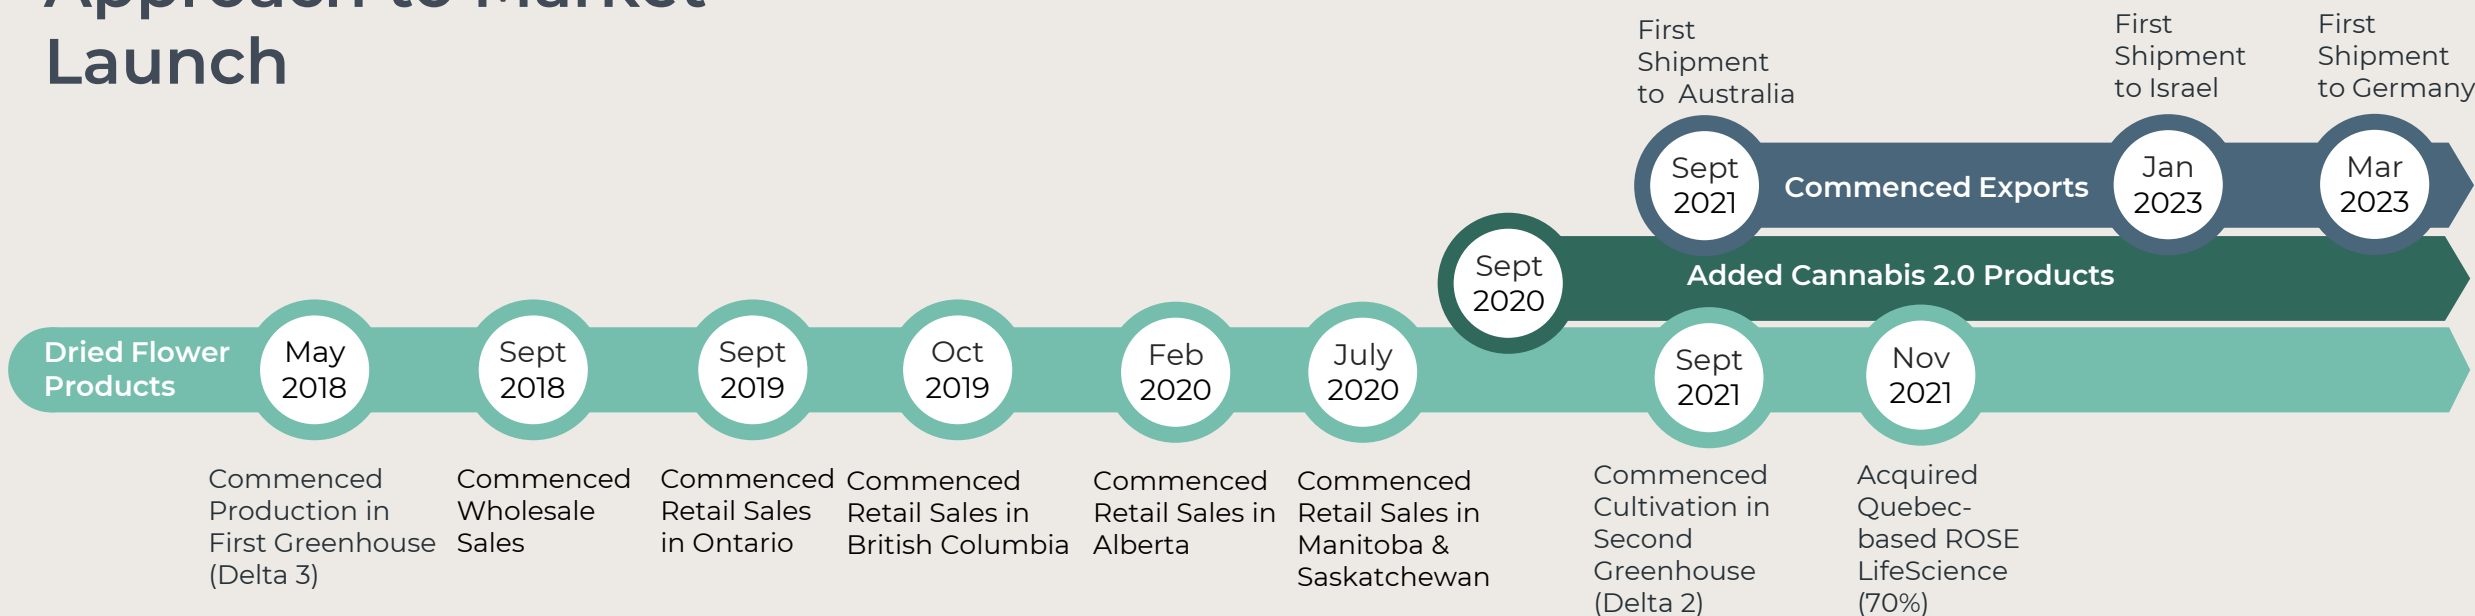 Approach to Market
Launch
First
Shipment
to Australia
First
Shipment
to Israel
First
Shipment
to Germany
Sept
2021
Commenced Exports
Jan
2023
Mar
2023
Sept
2020
Added Cannabis 2.0 Products
Dried Flower
Products
May
2018
Sept
2018
Sept
2019
Oct
2019
Feb
2020
July
2020
Sept
2021
Nov
2021
Commenced
Production in
First Greenhouse
(Delta 3)
Commenced
Wholesale
Sales
Commenced
Retail Sales
in Ontario
Commenced
Retail Sales in
British Columbia
Commenced
Retail Sales in
Alberta
Commenced
Retail Sales in
Manitoba &
Saskatchewan
Commenced
Cultivation in
Second
Greenhouse
(Delta 2)
Acquired
Quebec-
based ROSE
LifeScience
(70%)